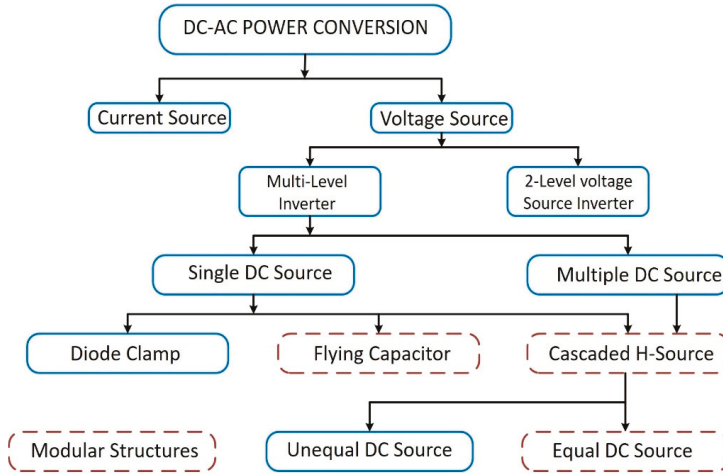 DC-AC POWER CONVERSION
Current Source
Voltage Source
Multi-Level
Inverter
2-Level voltage
Source Inverter
Single DC Source
Multiple DC Source
Diode Clamp
Flying Capacitor
Cascaded H-Source
Modular Structures
Unequal DC Source
Equal DC Source